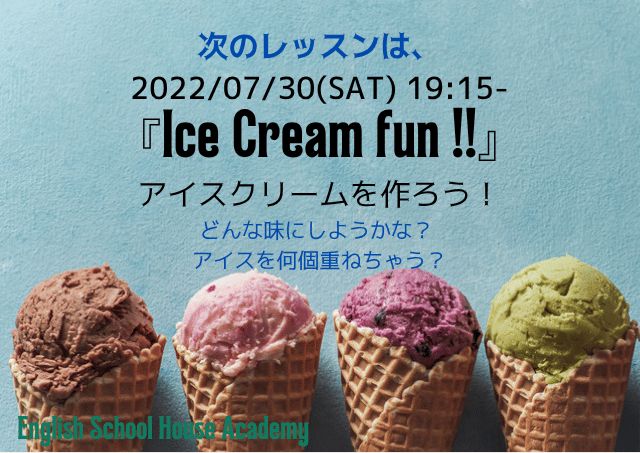 次のレッスンは、
2022/07/30(SAT) 19:15-
『Ice Cream fun !!』
アイスクリームを作ろう！
どんな味にしようかな？
アイスを何個重ねちゃう？
English School House Academy